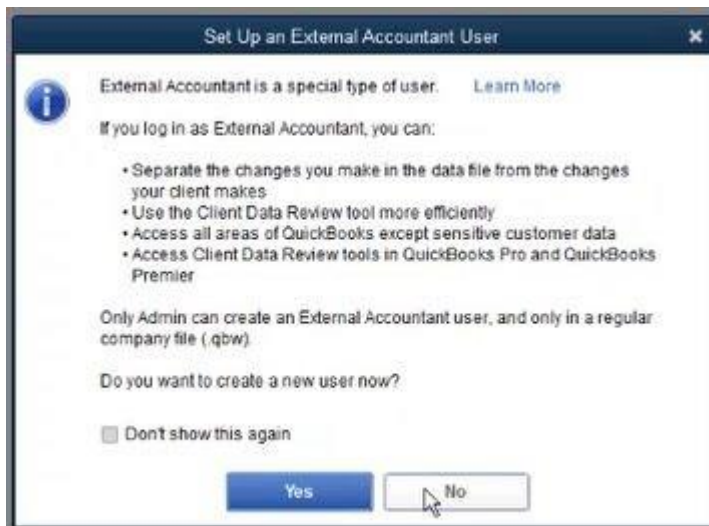 Set Up an External Accountant User
External Accountant is a special type of user. Learn More
If you log in as External Accountant, you can:
• Separate the changes you make in the data file from the changes
your client makes
• Use the Client Data Review tool more efficiently
• Access all areas of QuickBooks except sensitive customer data
• Access Client Data Review tools in QuickBooks Pro and QuickBooks
Premier
Only Admin can create an External Accountant user, and only in a regular
company file (.qbw).
Do you want to create a new user now?
Don't show this again
Yes No